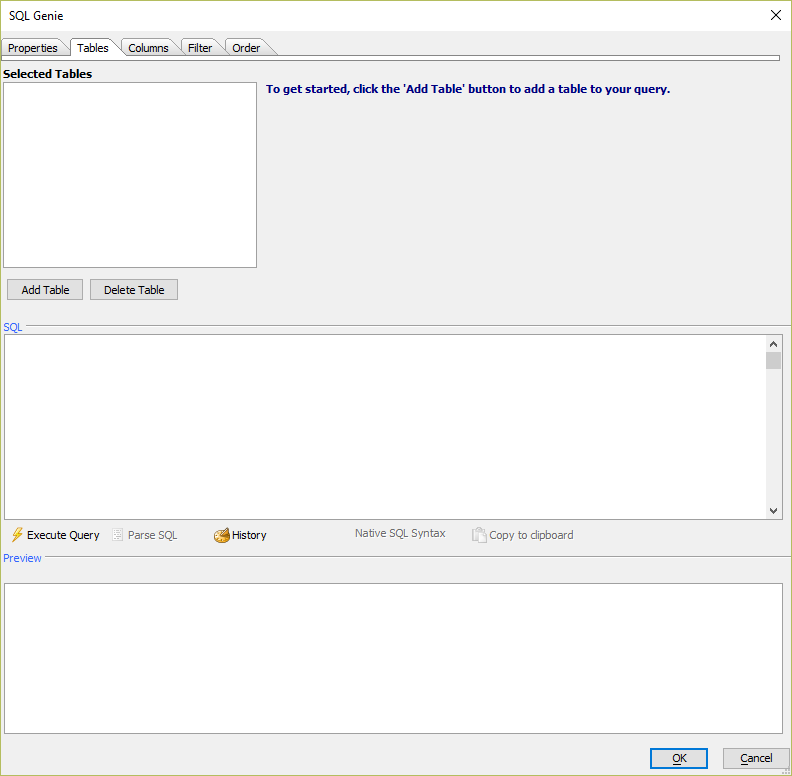 SQL Genie
Properties Tables Columns Filter Order
Selected Tables
To get started, click the 'Add Table' button to add a table to your query.
Add Table Delete Table
SQL
Execute Query Parse SQL History Native SQL Syntax Copy to clipboard
Preview
OK Cancel